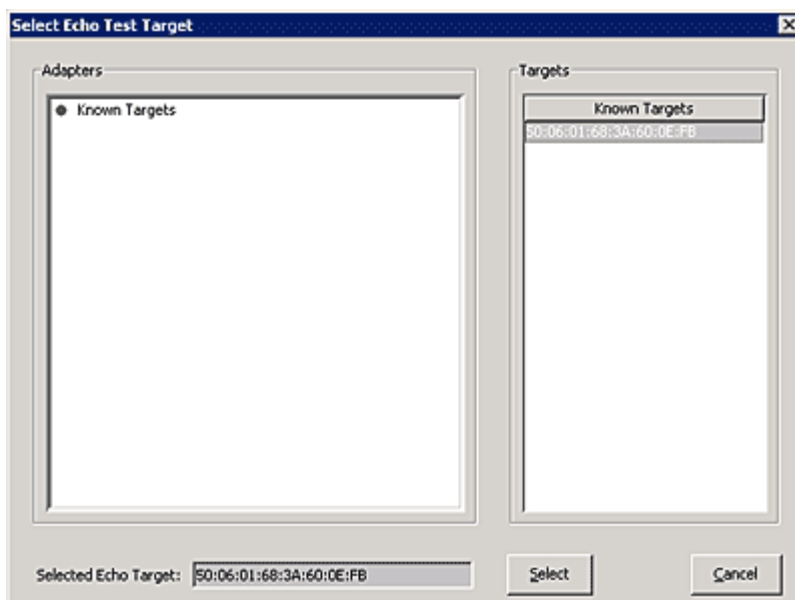 Select Echo Test Target
Adapters
Known Targets
Targets
Known Targets
50:06:01:68:3A:60:0E:FB
Selected Echo Target: 50:06:01:68:3A:60:0E:FB
Select
Cancel